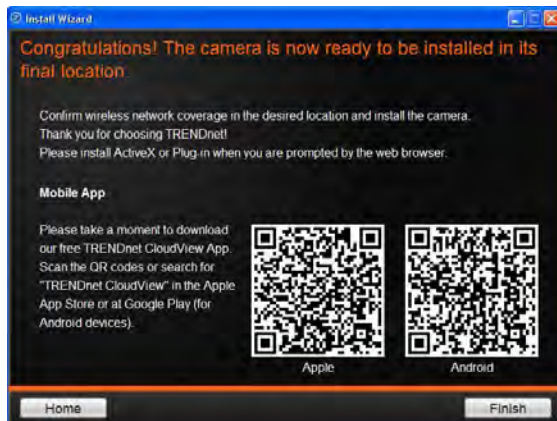 Install Wizard
Congratulations! The camera is now ready to be installed in its
final location
Confirm wireless network coverage in the desired location and install the camera.
Thank you for choosing TRENDnet!
Please install ActiveX or Plug-in when you are prompted by the web browser.
Mobile App
Please take a moment to download
our free TRENDnet CloudView App.
Scan the QR codes or search for
"TRENDnet CloudView" in the Apple
App Store or at Google Play (for
Android devices).
Apple
Android
Home
Finish